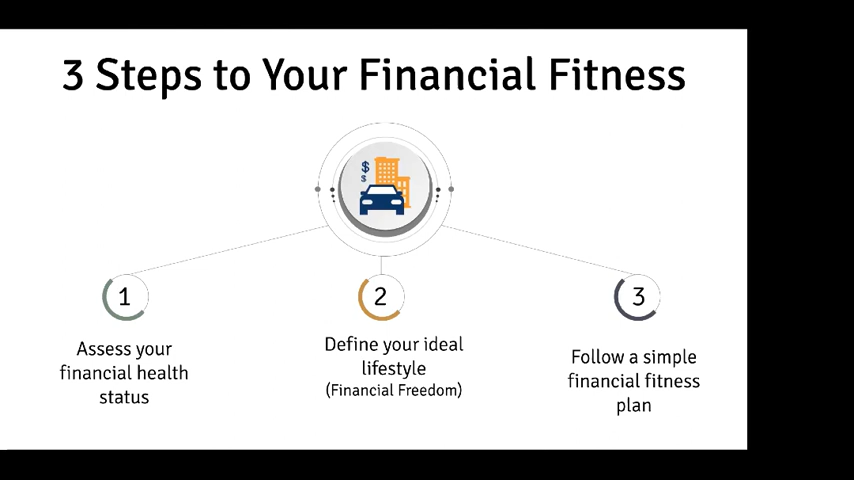 3 Steps to Your Financial Fitness
$
$
1
2
3
Assess your
financial health
status
Define your ideal
lifestyle
(Financial Freedom)
Follow a simple
financial fitness
plan